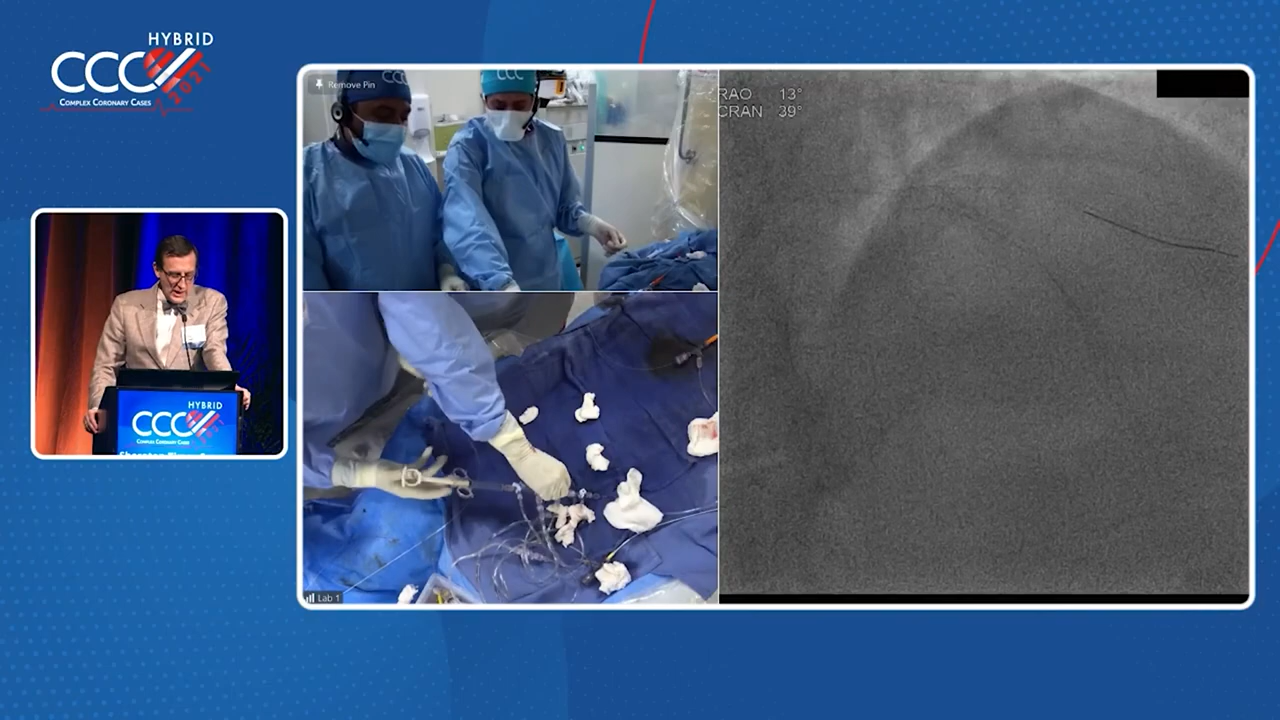 HYBRID
CCC
2021
COMPLEX CORONARY CASES
Remove Pin
CCC
CCC
RAO 13°
CRAN 39°
HYBRID
CCC
COMPLEX CORONARY CASES
Lab 1